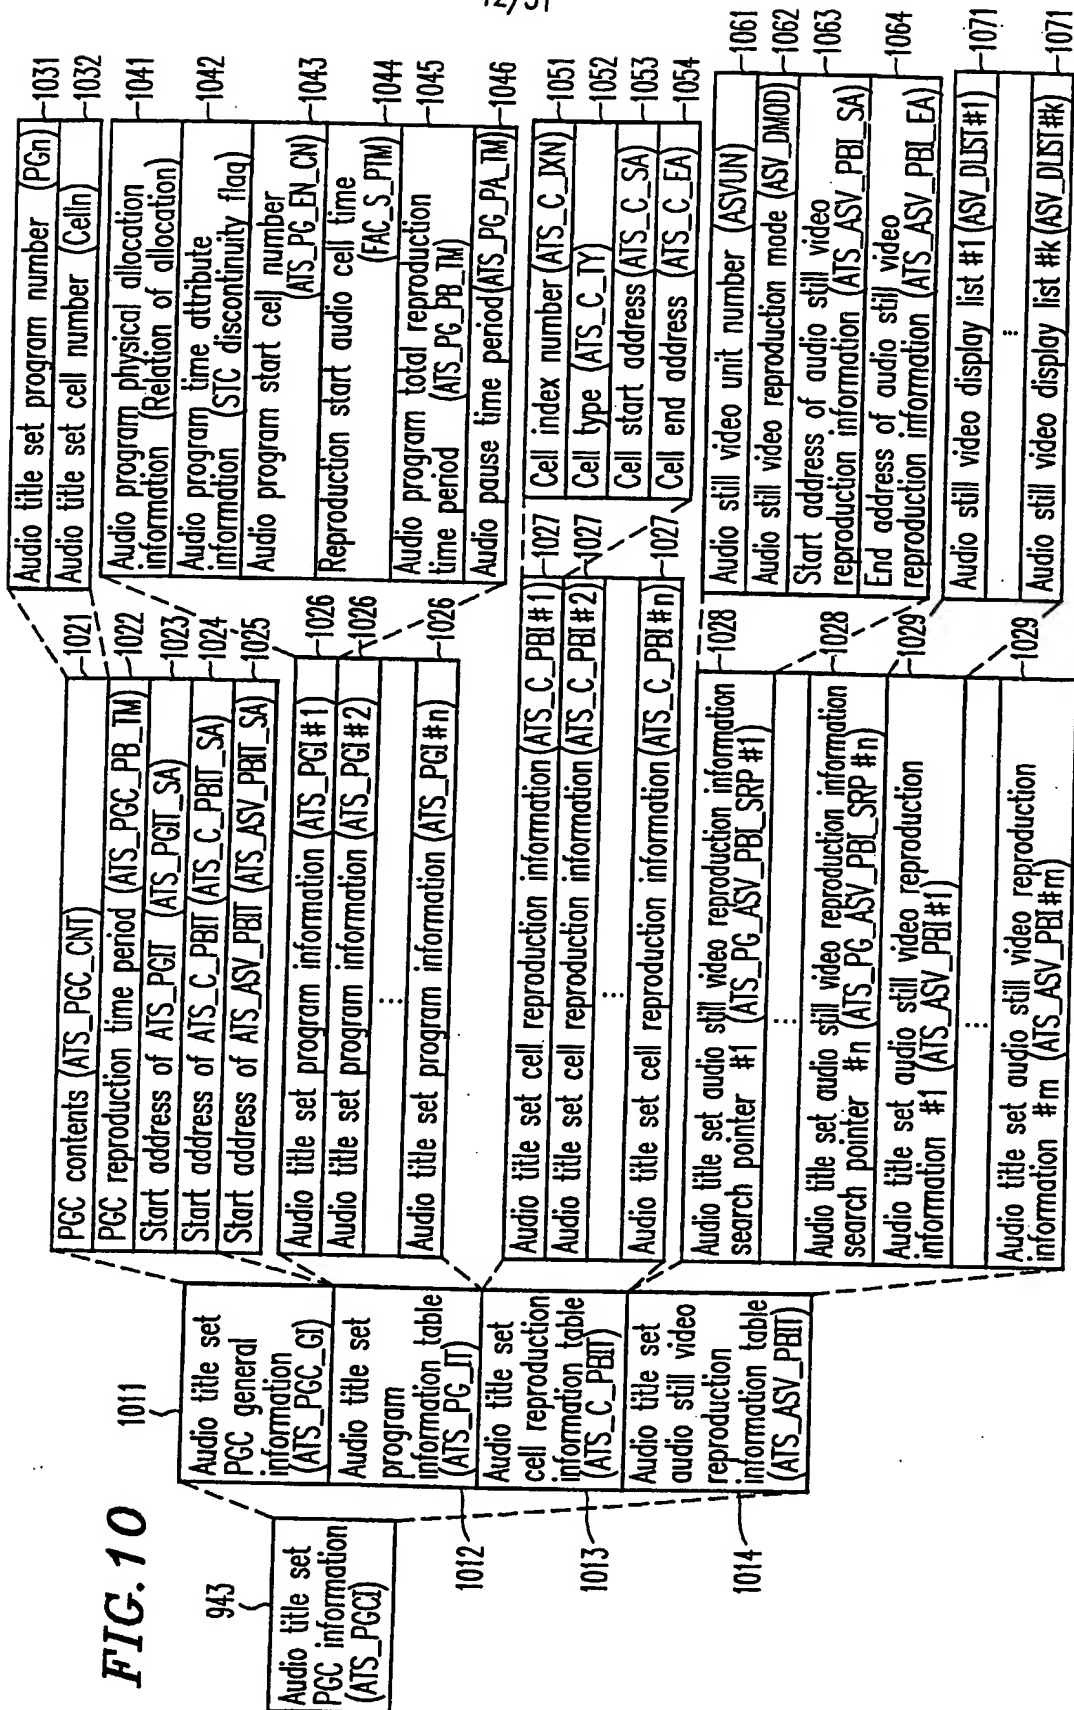 12/51
FIG. 10
943
Audio title set
PGC information
(ATS_PGCI)
1011
Audio title set
PGC general
information
(ATS_PGC_GI)
Audio title set
program
information table
(ATS_PG_IT)
1012
Audio title set
cell reproduction
information table
(ATS_C_PBIT)
1013
Audio title set
audio still video
reproduction
information table
(ATS_ASV_PBIT)
1014
PGC contents (ATS_PGC_CNT)
1021
PGC reproduction time period (ATS_PGC_PB_TM)
1022
Start address of ATS_PGIT (ATS_PGIT_SA)
1023
Start address of ATS_C_PBIT (ATS_C_PBIT_SA)
1024
Start address of ATS_ASV_PBIT (ATS_ASV_PBIT_SA)
1025
Audio title set program information (ATS_PGI#1)
1026
Audio title set program information (ATS_PGI#2)
1026
⋮
Audio title set program information (ATS_PGI#n)
1026
Audio title set cell reproduction information (ATS_C_PBI#1)
1027
Audio title set cell reproduction information (ATS_C_PBI#2)
1027
⋮
Audio title set cell reproduction information (ATS_C_PBI#n)
1027
Audio title set audio still video reproduction information
search pointer #1 (ATS_PG_ASV_PBI_SRP #1)
1028
⋮
Audio title set audio still video reproduction information
search pointer #n (ATS_PG_ASV_PBI_SRP #n)
1028
Audio title set audio still video reproduction
information #1 (ATS_ASV_PBI#1)
1029
⋮
Audio title set audio still video reproduction
information #m (ATS_ASV_PBI#m)
1029
Audio title set program number (PGn)
1031
Audio title set cell number (Celln)
1032
Audio program physical allocation
information (Relation of allocation)
1041
Audio program time attribute
information (STC discontinuity flag)
1042
Audio program start cell number
(ATS_PG_EN_CN)
1043
Reproduction start audio cell time
(FAC_S_PTM)
1044
Audio program total reproduction
time period (ATS_PG_PB_TM)
1045
Audio pause time period (ATS_PG_PA_TM)
1046
Cell index number (ATS_C_IXN)
1051
Cell type (ATS_C_TY)
1052
Cell start address (ATS_C_SA)
1053
Cell end address (ATS_C_EA)
1054
Audio still video unit number (ASVUN)
1061
Audio still video reproduction mode (ASV_DMOD)
1062
Start address of audio still video
reproduction information (ATS_ASV_PBI_SA)
1063
End address of audio still video
reproduction information (ATS_ASV_PBI_EA)
1064
Audio still video display list #1 (ASV_DLIST#1)
1071
⋮
Audio still video display list #k (ASV_DLIST#k)
1071